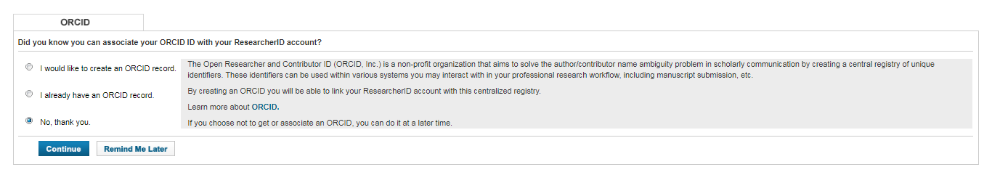 ORCID
Did you know you can associate your ORCID ID with your ResearcherID account?
I would like to create an ORCID record.
I already have an ORCID record.
No, thank you.
The Open Researcher and Contributor ID (ORCID, Inc.) is a non-profit organization that aims to solve the author/contributor name ambiguity problem in scholarly communication by creating a central registry of unique
identifiers. These identifiers can be used within various systems you may interact with in your professional research workflow, including manuscript submission, etc.
By creating an ORCID you will be able to link your ResearcherID account with this centralized registry.
Learn more about ORCID.
If you choose not to get or associate an ORCID, you can do it at a later time.
Continue
Remind Me Later